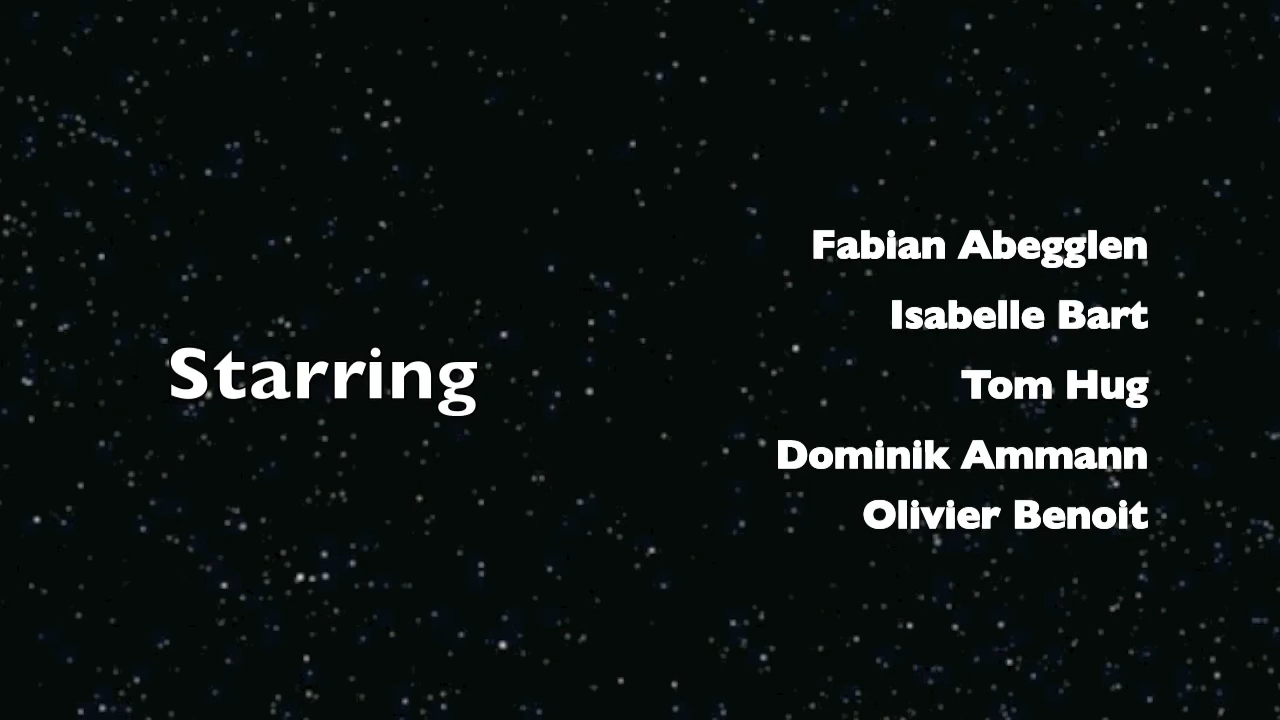 Starring
Fabian Abegglen
Isabelle Bart
Tom Hug
Dominik Ammann
Olivier Benoit